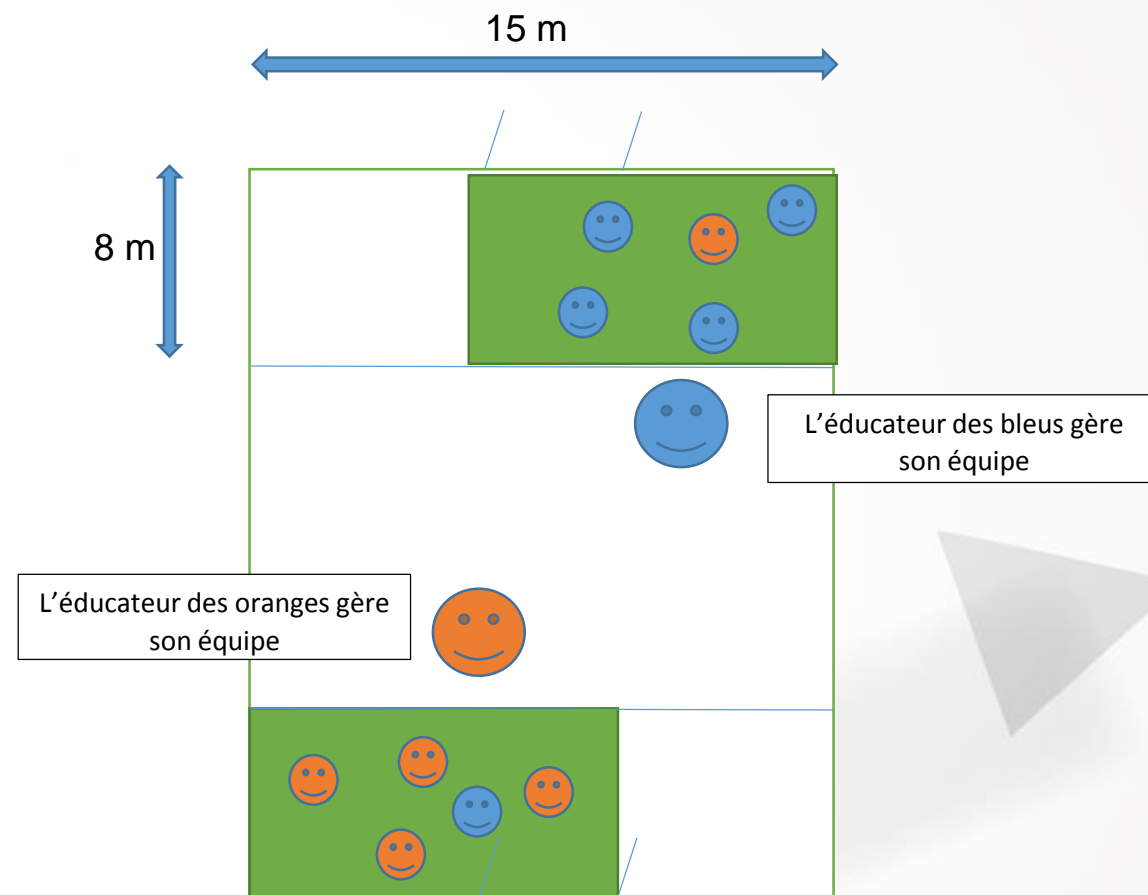 15 m
8 m
L’éducateur des bleus gère
son équipe
L’éducateur des oranges gère
son équipe